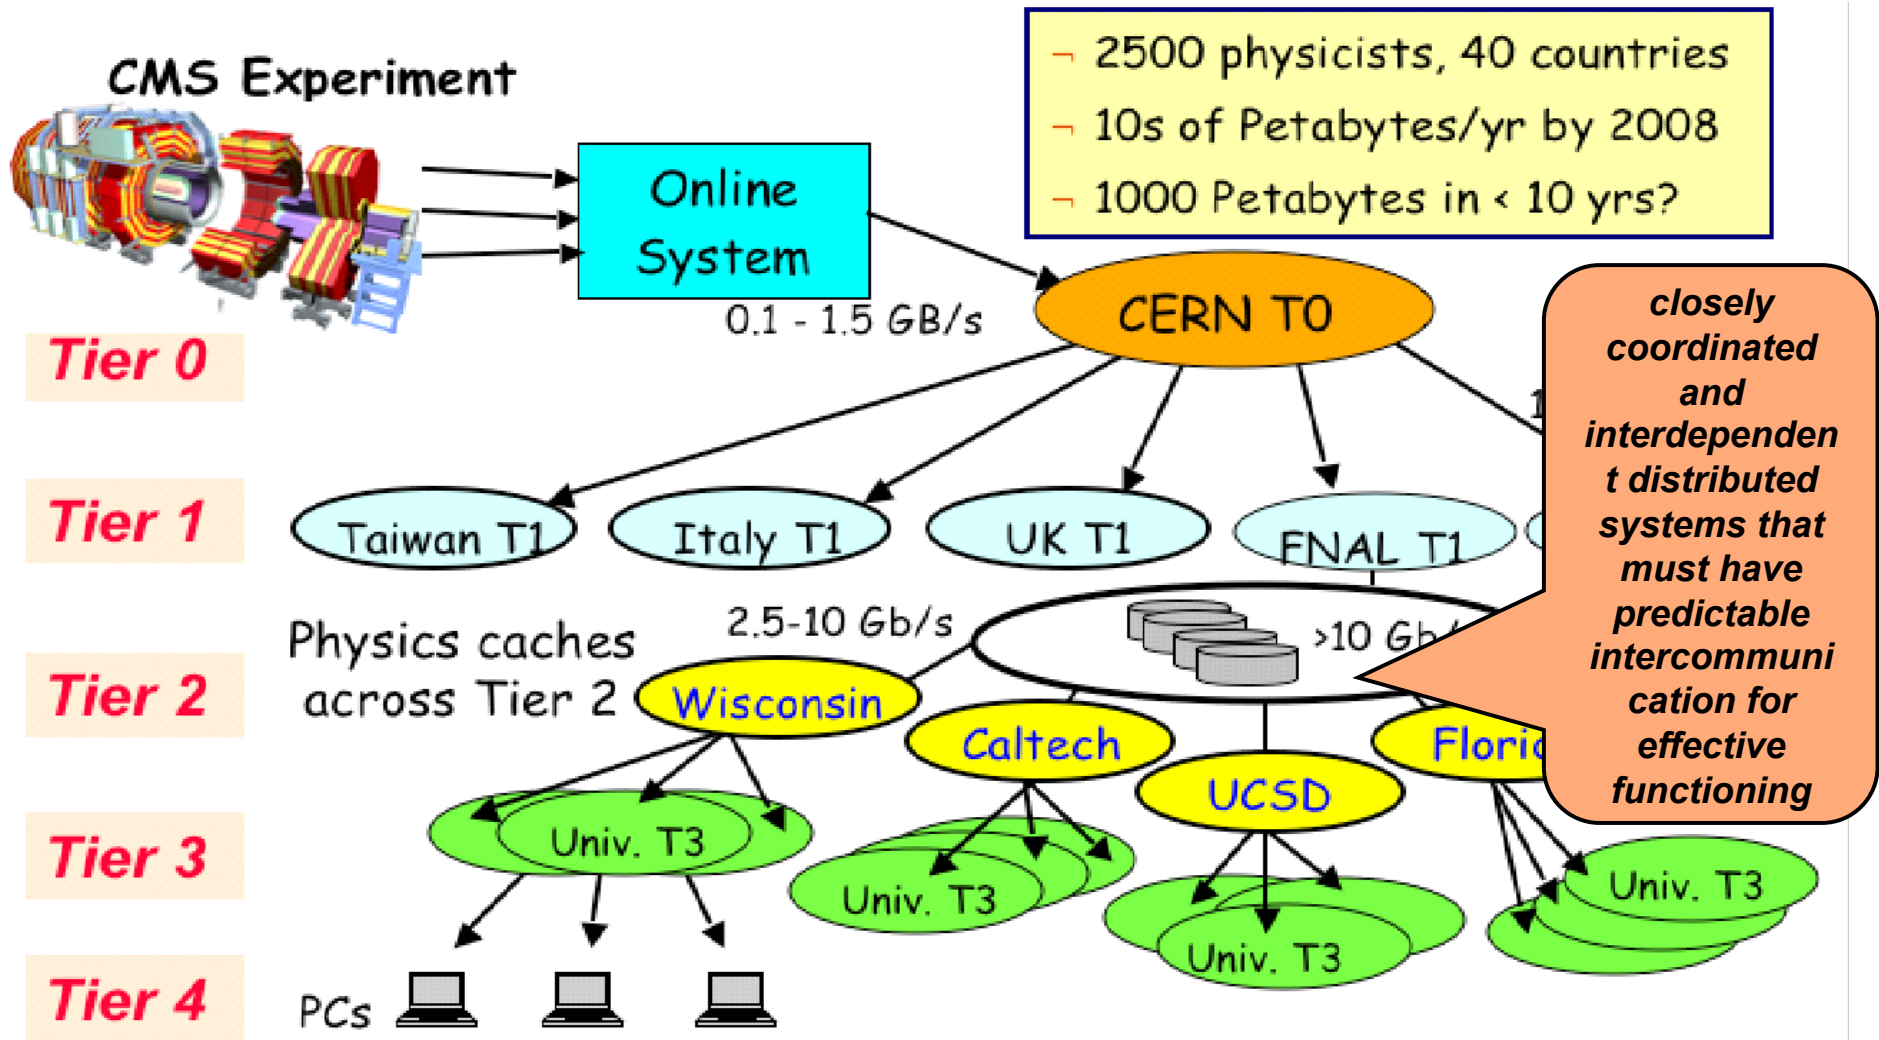 CMS Experiment
¬ 2500 physicists, 40 countries
¬ 10s of Petabytes/yr by 2008
¬ 1000 Petabytes in < 10 yrs?
Online
System
0.1 - 1.5 GB/s
CERN T0
Tier 0
closely
coordinated
and
interdependen
t distributed
systems that
must have
predictable
intercommuni
cation for
effective
functioning
Tier 1
Taiwan T1
Italy T1
UK T1
FNAL T1
Physics caches
across Tier 2
2.5-10 Gb/s
>10 Gb/
Tier 2
Wisconsin
Caltech
UCSD
Tier 3
Univ. T3
Univ. T3
Univ. T3
Univ. T3
Tier 4
PCs